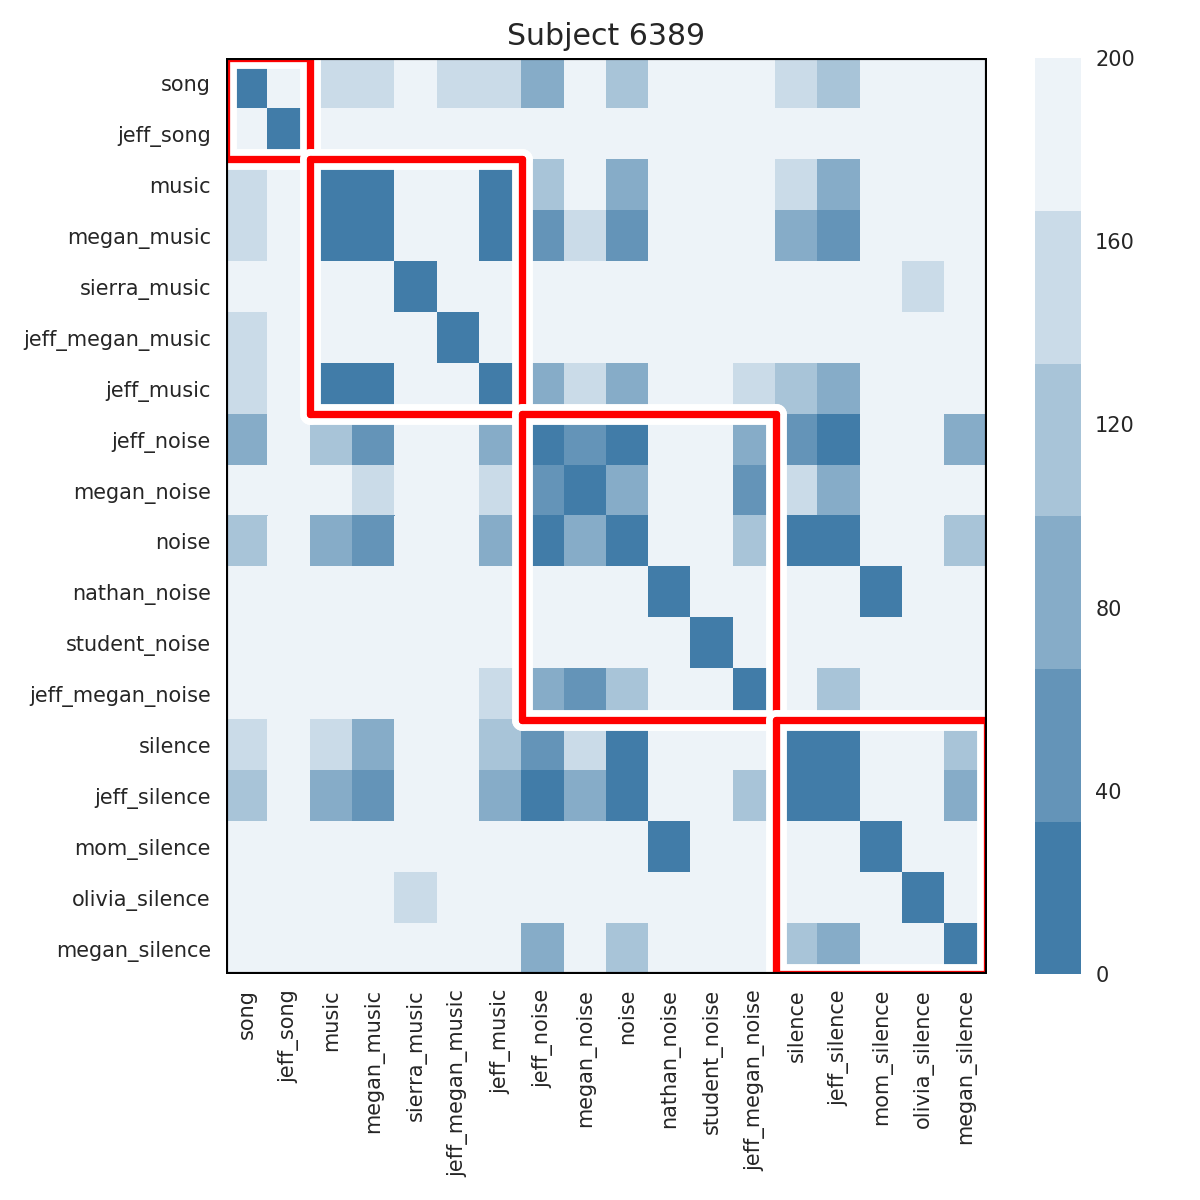 Subject 6389
song
jeff_song
music
megan_music
sierra_music
jeff_megan_music
jeff_music
jeff_noise
megan_noise
noise
nathan_noise
student_noise
jeff_megan_noise
silence
jeff_silence
mom_silence
olivia_silence
megan_silence
200
160
120
80
40
0
song
jeff_song
music
megan_music
sierra_music
jeff_megan_music
jeff_music
jeff_noise
megan_noise
noise
nathan_noise
student_noise
jeff_megan_noise
silence
jeff_silence
mom_silence
olivia_silence
megan_silence